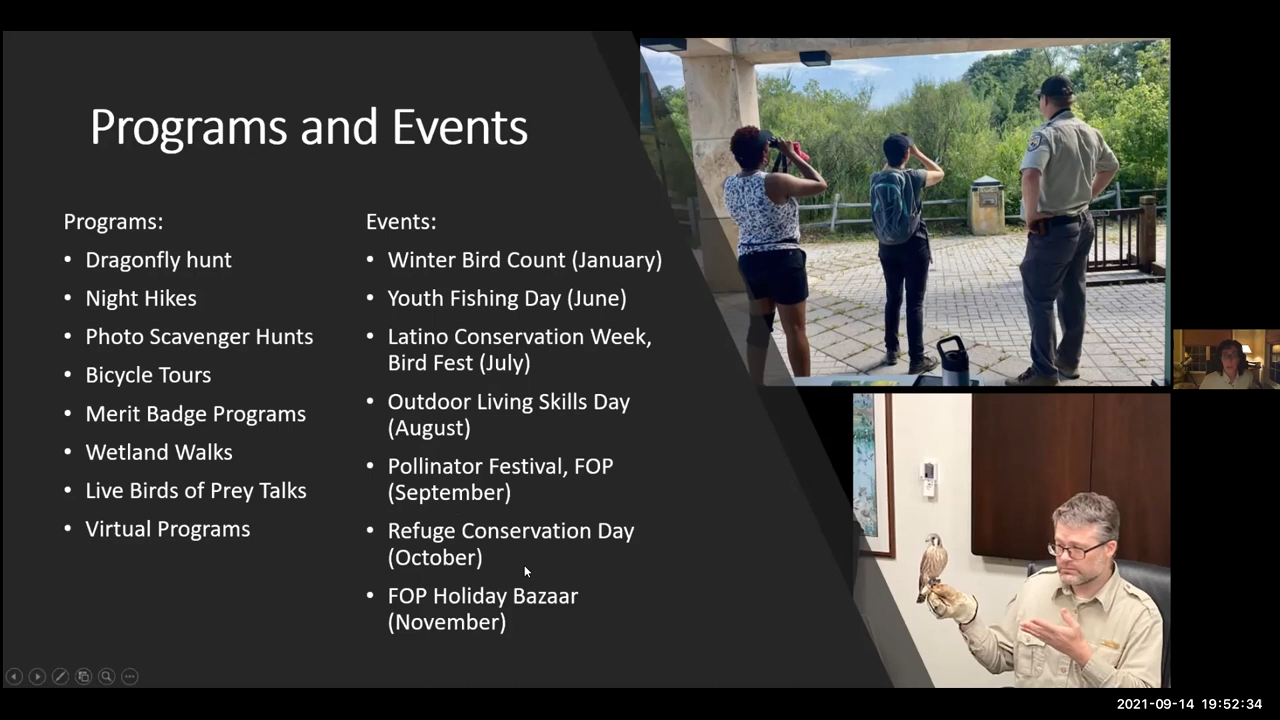 Programs and Events
Programs:
• Dragonfly hunt
• Night Hikes
• Photo Scavenger Hunts
• Bicycle Tours
• Merit Badge Programs
• Wetland Walks
• Live Birds of Prey Talks
• Virtual Programs
Events:
• Winter Bird Count (January)
• Youth Fishing Day (June)
• Latino Conservation Week,
Bird Fest (July)
• Outdoor Living Skills Day
(August)
• Pollinator Festival, FOP
(September)
• Refuge Conservation Day
(October)
• FOP Holiday Bazaar
(November)
2021-09-14 19:52:34